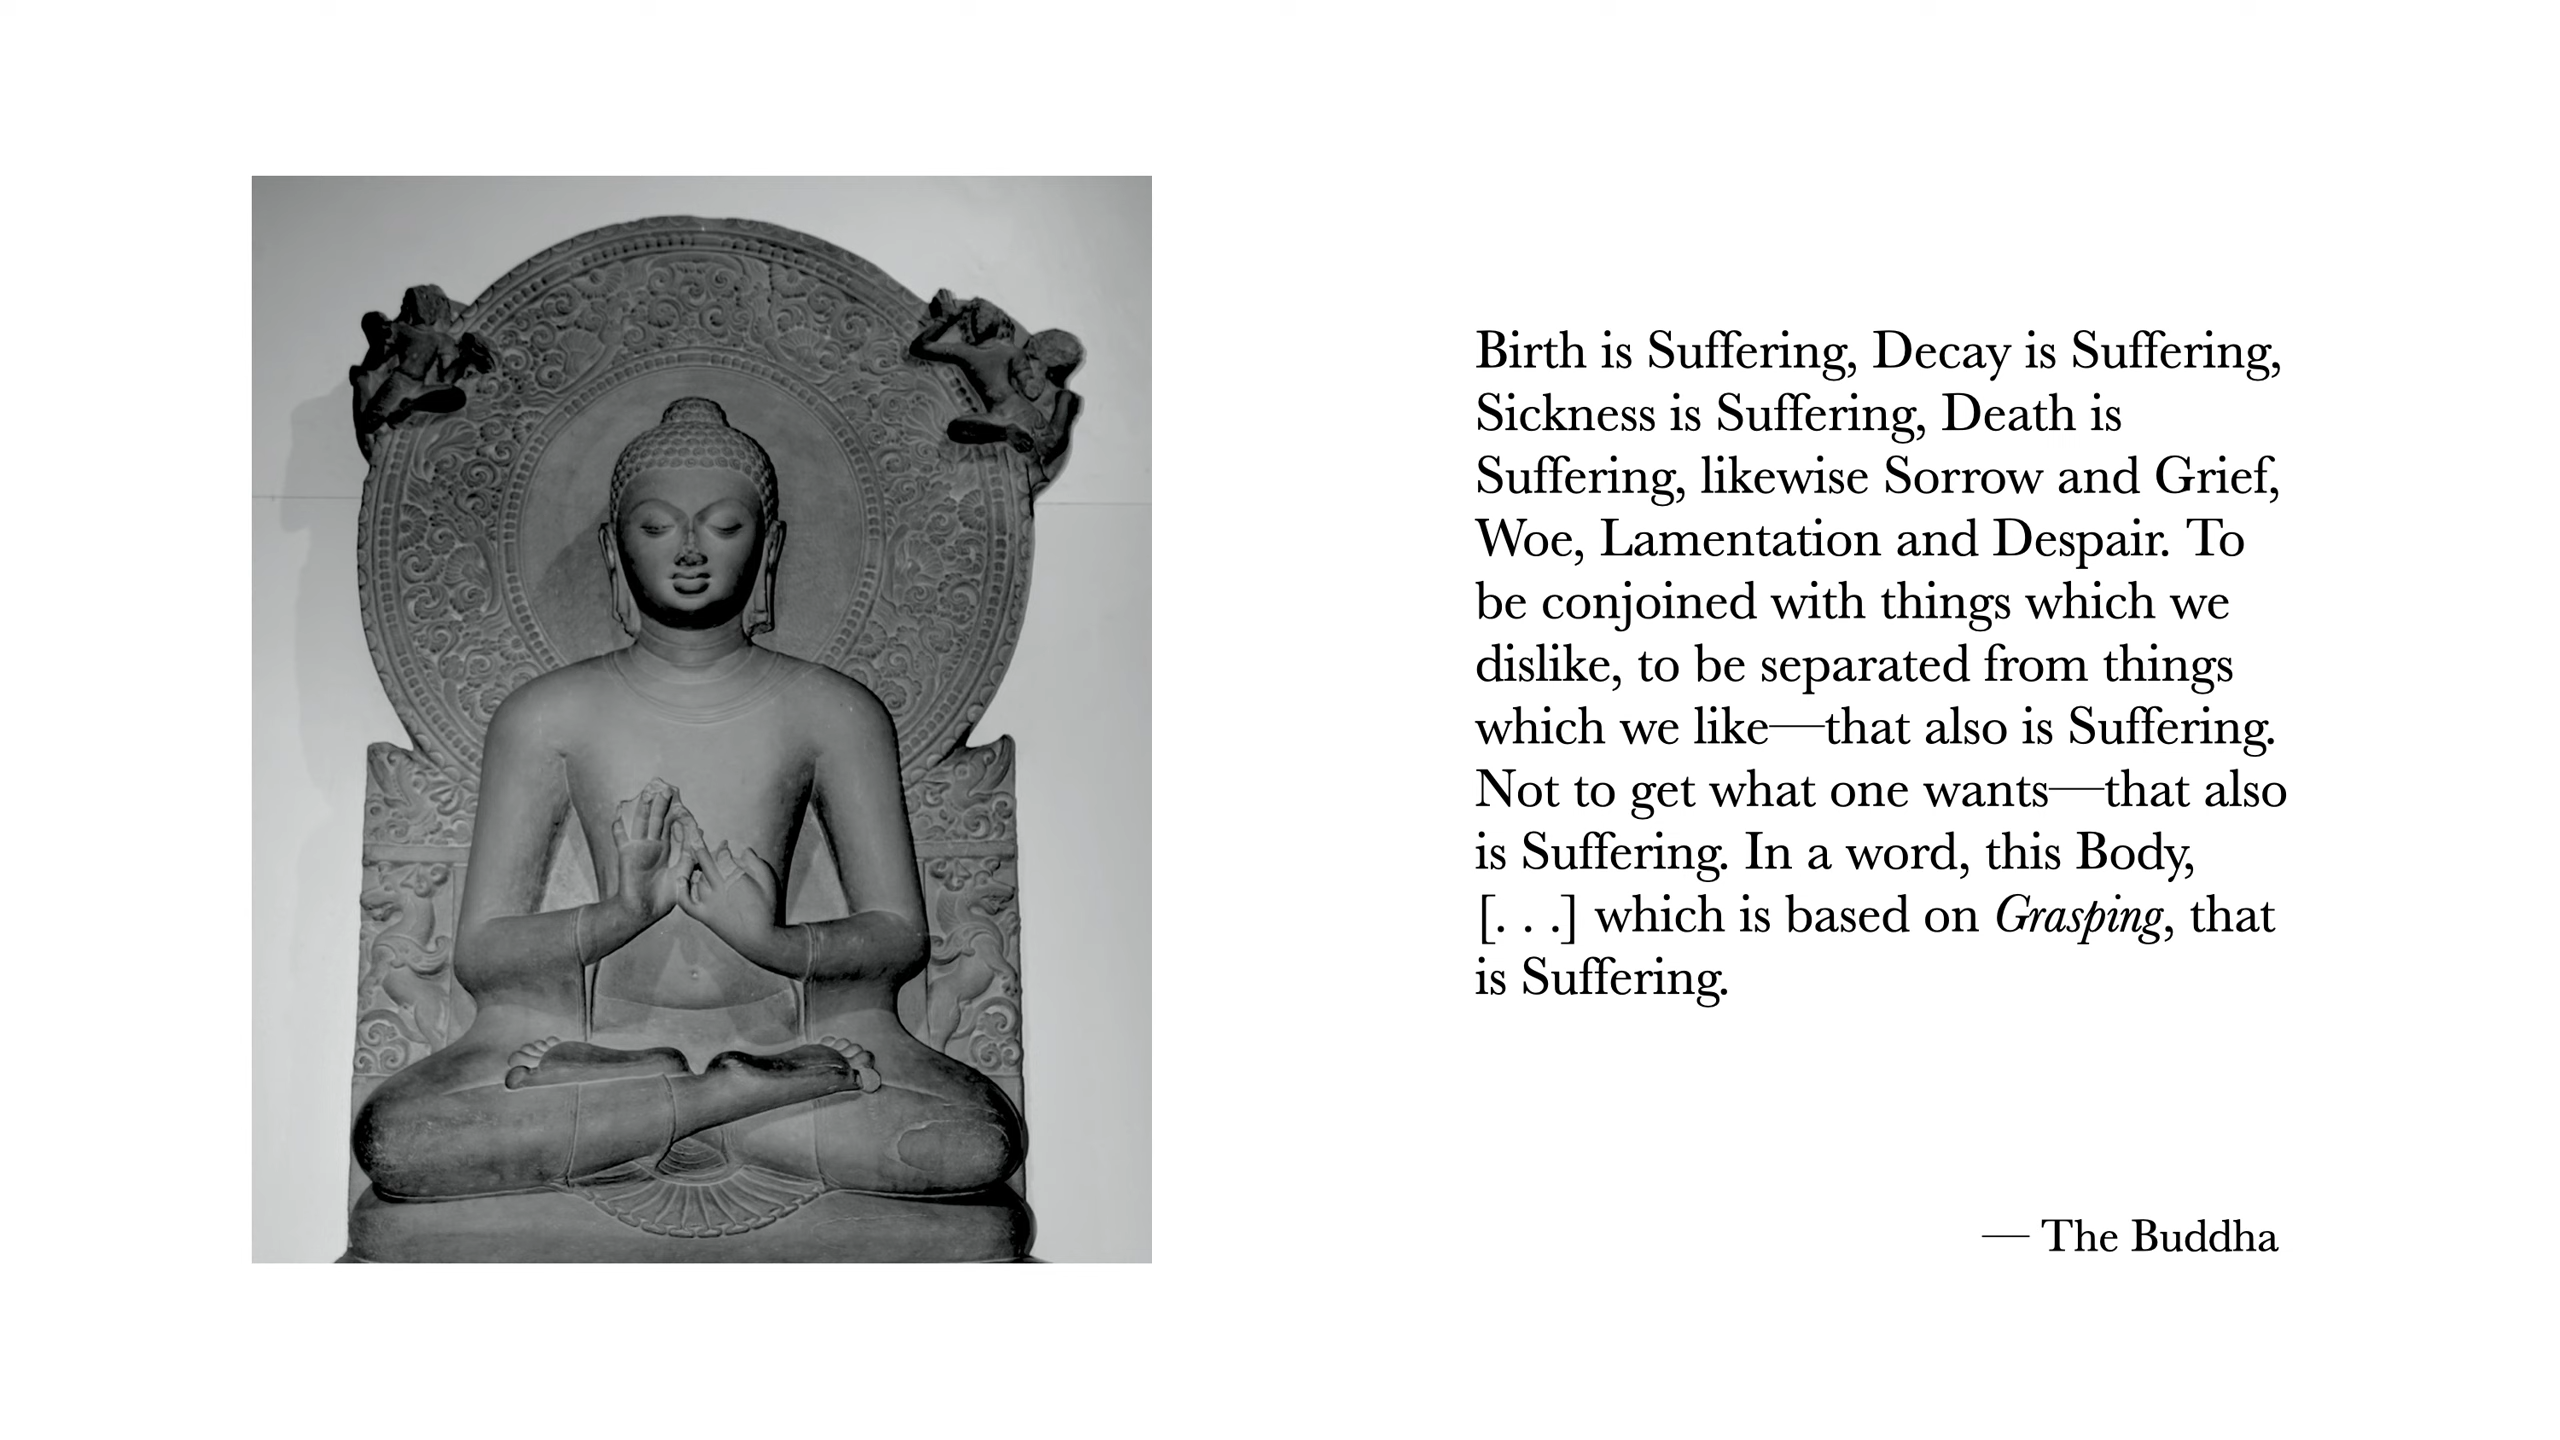 Birth is Suffering, Decay is Suffering,
Sickness is Suffering, Death is
Suffering, likewise Sorrow and Grief,
Woe, Lamentation and Despair. To
be conjoined with things which we
dislike, to be separated from things
which we like—that also is Suffering.
Not to get what one wants—that also
is Suffering. In a word, this Body,
[. . .] which is based on Grasping, that
is Suffering.
— The Buddha